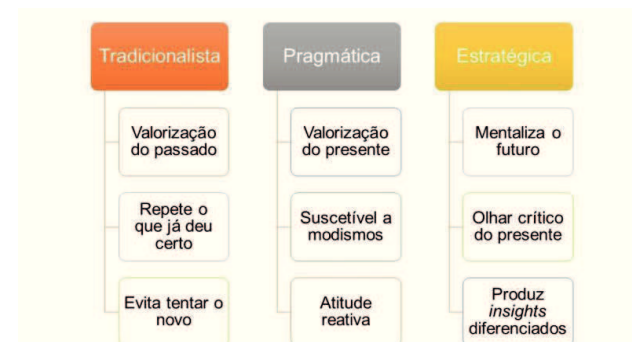 Tradicionalista
Valorização
do passado
Repete o
que já deu
certo
Evita tentar o
novo
Pragmática
Valorização
do presente
Suscetível a
modismos
Atitude
reativa
Estratégica
Mentaliza o
futuro
Olhar crítico
do presente
Produz
insights
diferenciados